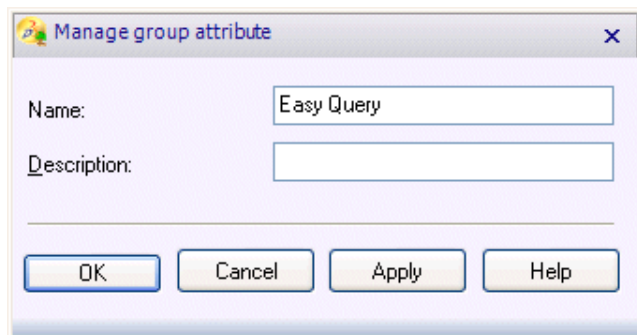 Manage group attribute
Name: Easy Query
Description:
OK Cancel Apply Help